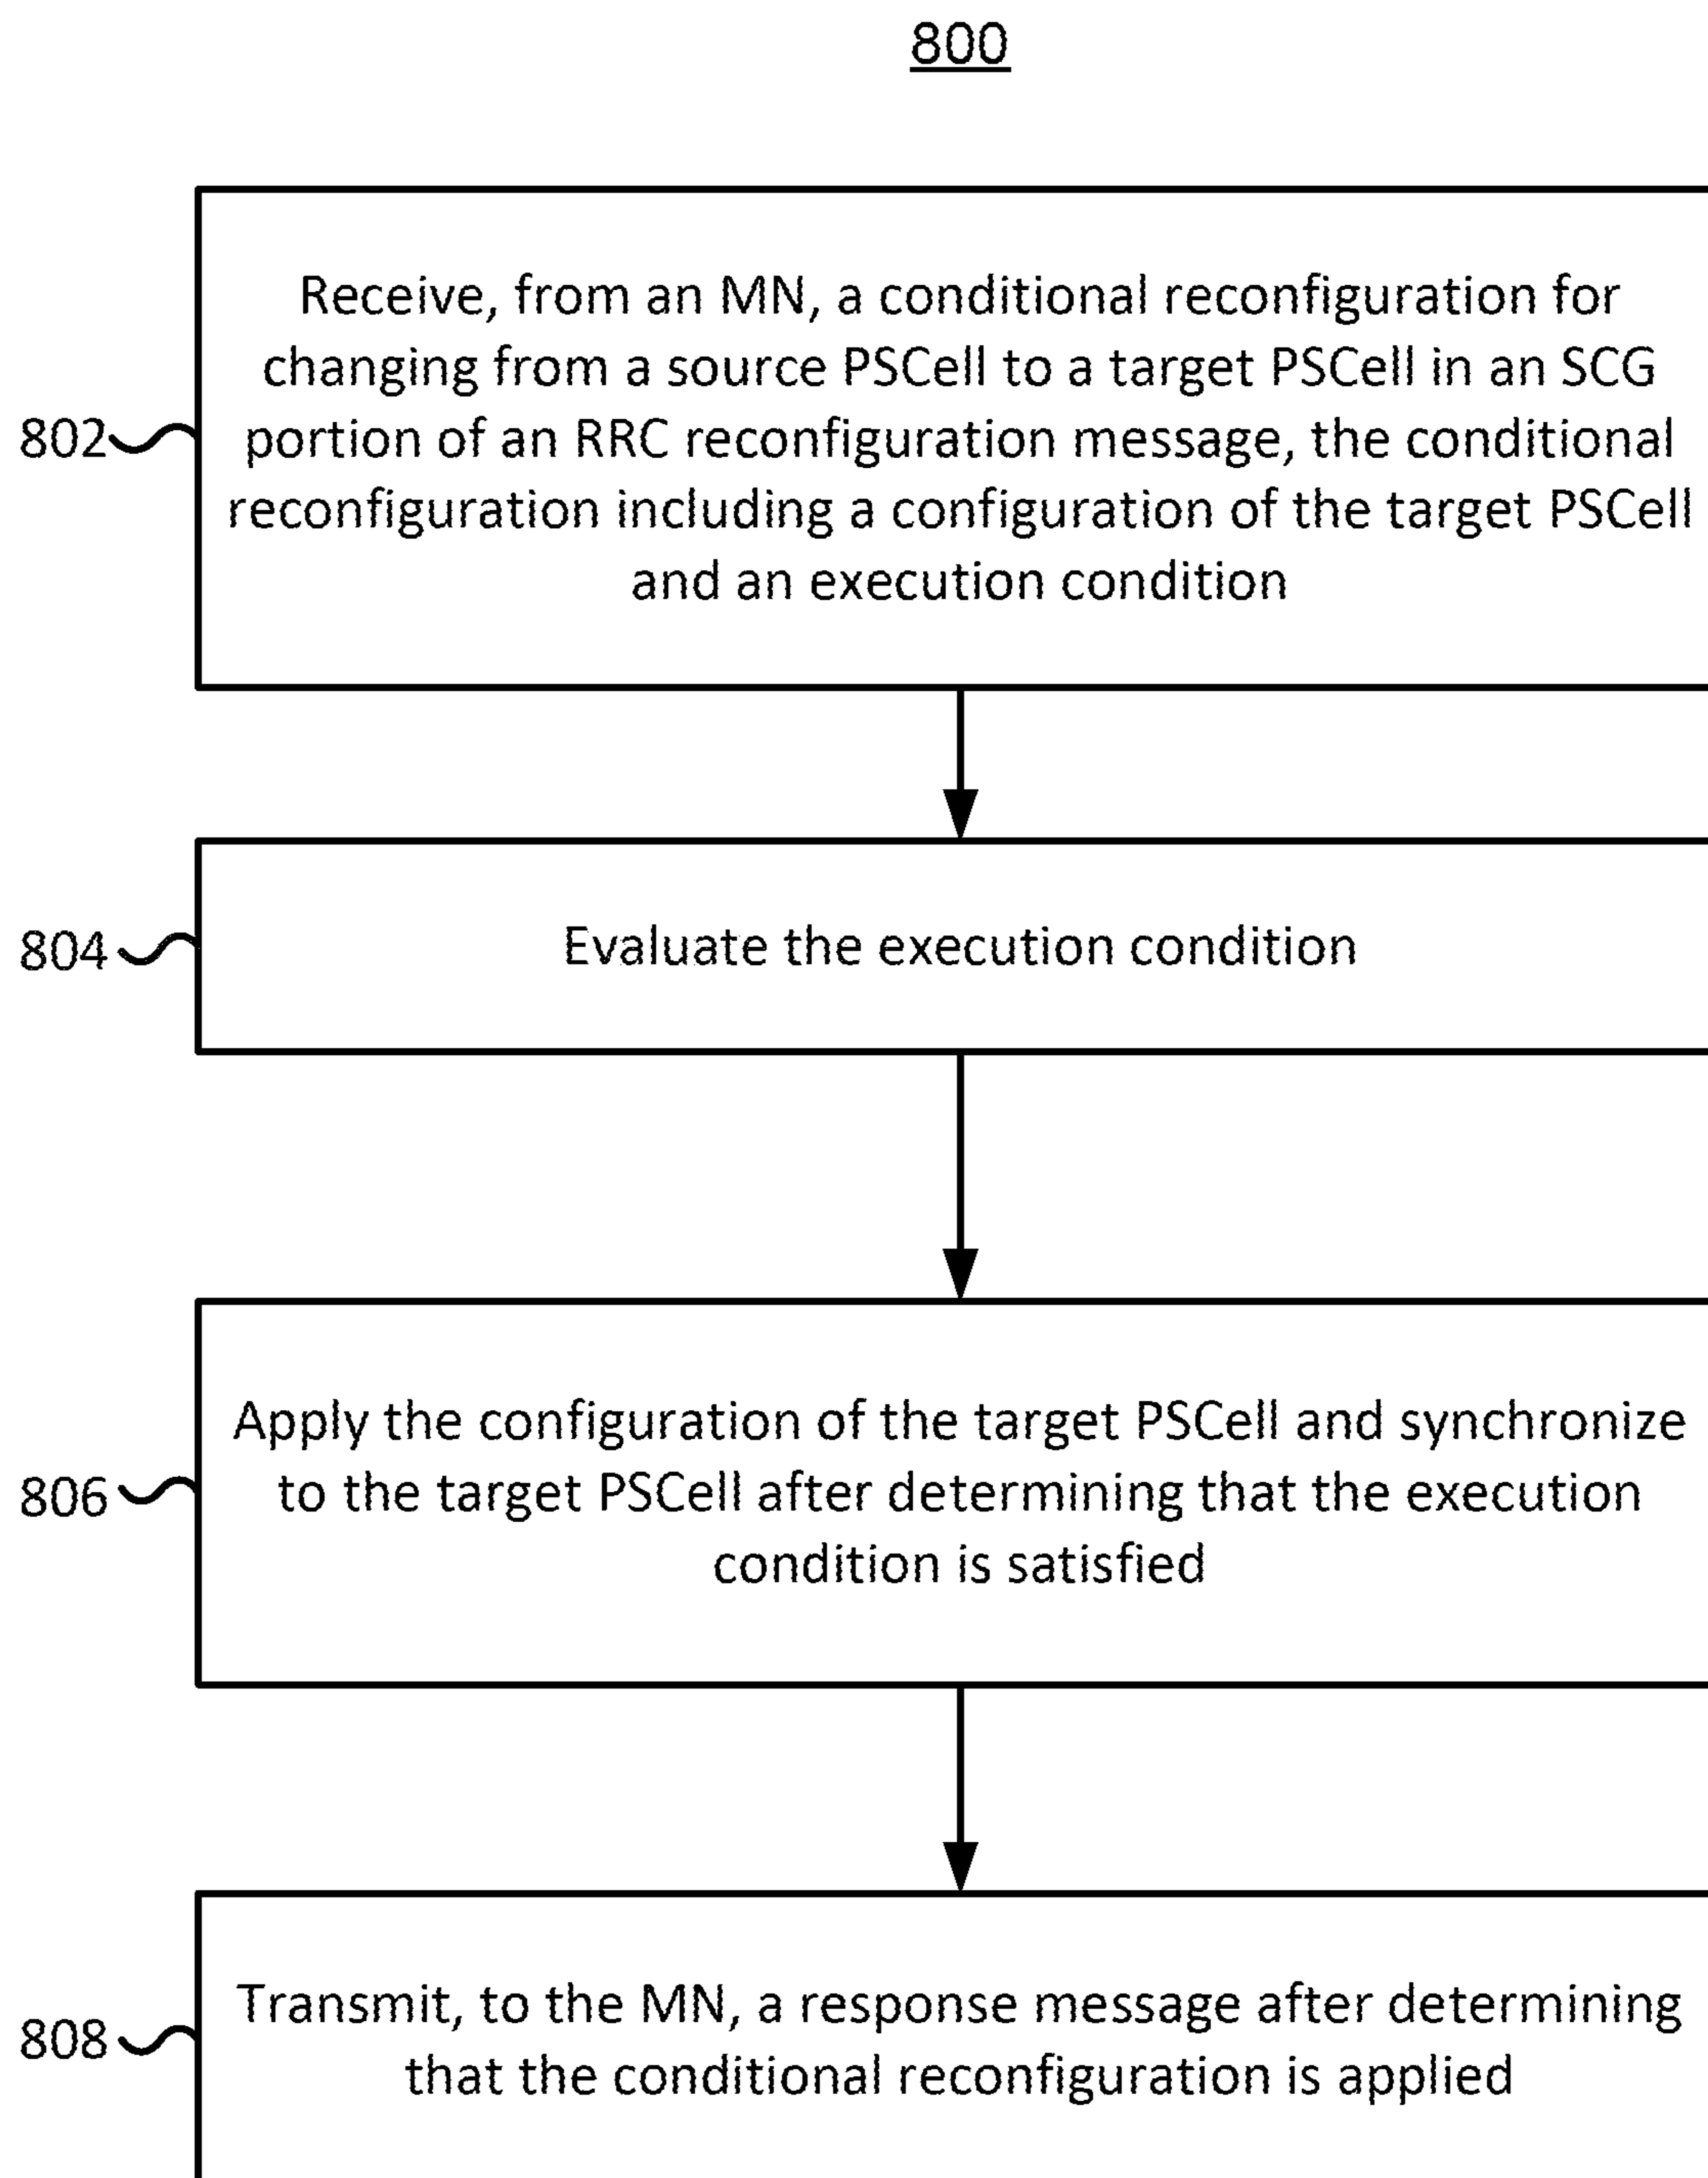 800
Receive, from an MN, a conditional reconfiguration for
changing from a source PSCell to a target PSCell in an SCG
802
portion of an RRC reconfiguration message, the conditional
reconfiguration including a configuration of the target PSCell
and an execution condition
804
Evaluate the execution condition
Apply the configuration of the target PSCell and synchronize
806
to the target PSCell after determining that the execution
condition is satisfied
Transmit, to the MN, a response message after determining
808
that the conditional reconfiguration is applied